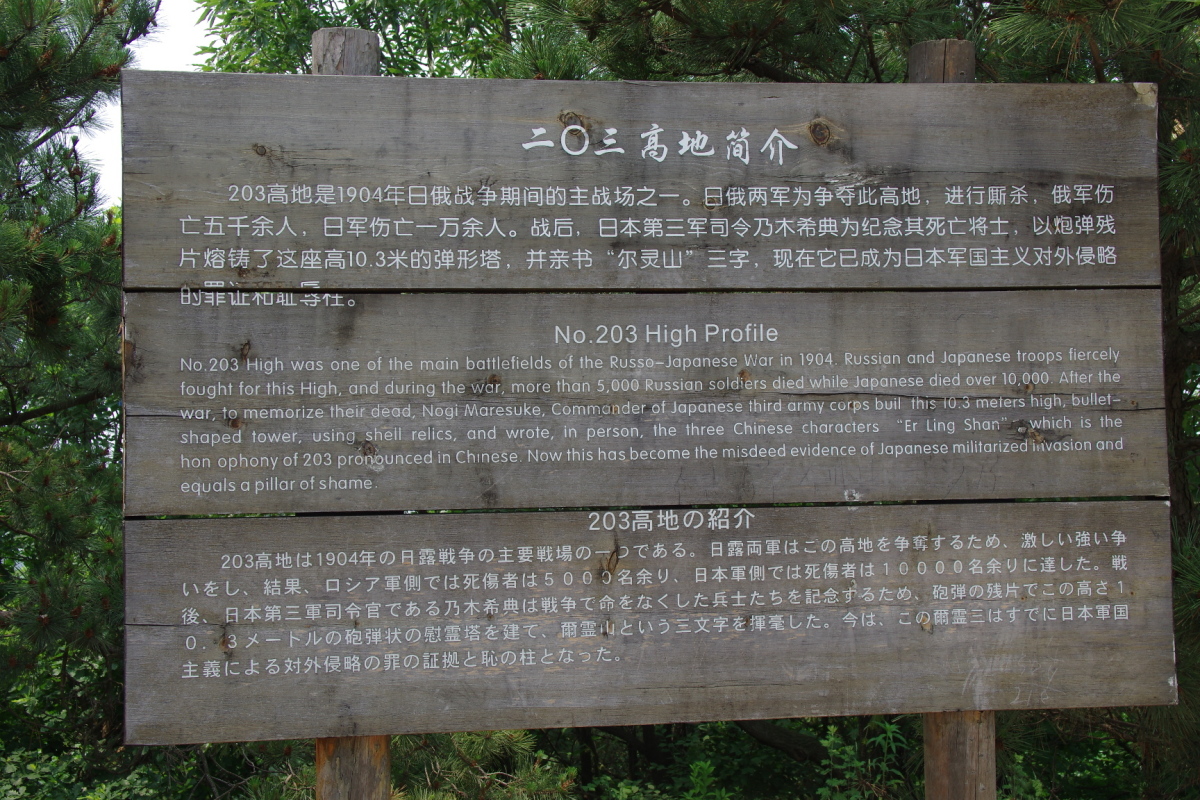 二〇三高地简介
203高地是1904年日俄战争期间的主战场之一。日俄两军为争夺此高地，进行厮杀，俄军伤
亡五千余人，日军伤亡一万余人。战后，日本第三军司令乃木希典为纪念其死亡将士，以炮弹残
片熔铸了这座高10.3米的弹形塔，并亲书“尔灵山”三字，现在它已成为日本军国主义对外侵略
的罪证和耻辱柱。
No.203 High Profile
No.203 High was one of the main battlefields of the Russo-Japanese War in 1904. Russian and Japanese troops fiercely
fought for this High, and during the war, more than 5,000 Russian soldiers died while Japanese died over 10,000. After the
war, to memorize their dead, Nogi Maresuke, Commander of Japanese third army corps buil this 10.3 meters high, bullet-
shaped tower, using shell relics, and wrote, in person, the three Chinese characters “Er Ling Shan” which is the
hon ophony of 203 pronounced in Chinese. Now this has become the misdeed evidence of Japanese militarized invasion and
equals a pillar of shame.
203高地の紹介
203高地は1904年の日露戦争の主要戦場の一つである。日露両軍はこの高地を争奪するため、激しい強い争
いをし、結果、ロシア軍側では死傷者は５０００名余り、日本軍側では死傷者は１００００名余りに達した。戦
後、日本第三軍司令官である乃木希典は戦争で命をなくした兵士たちを記念するため、砲弾の残片でこの高さ１
０．３メートルの砲弾状の慰霊塔を建て、爾霊山という三文字を揮毫した。今は、この爾霊三はすでに日本軍国
主義による対外侵略の罪の証拠と恥の柱となった。